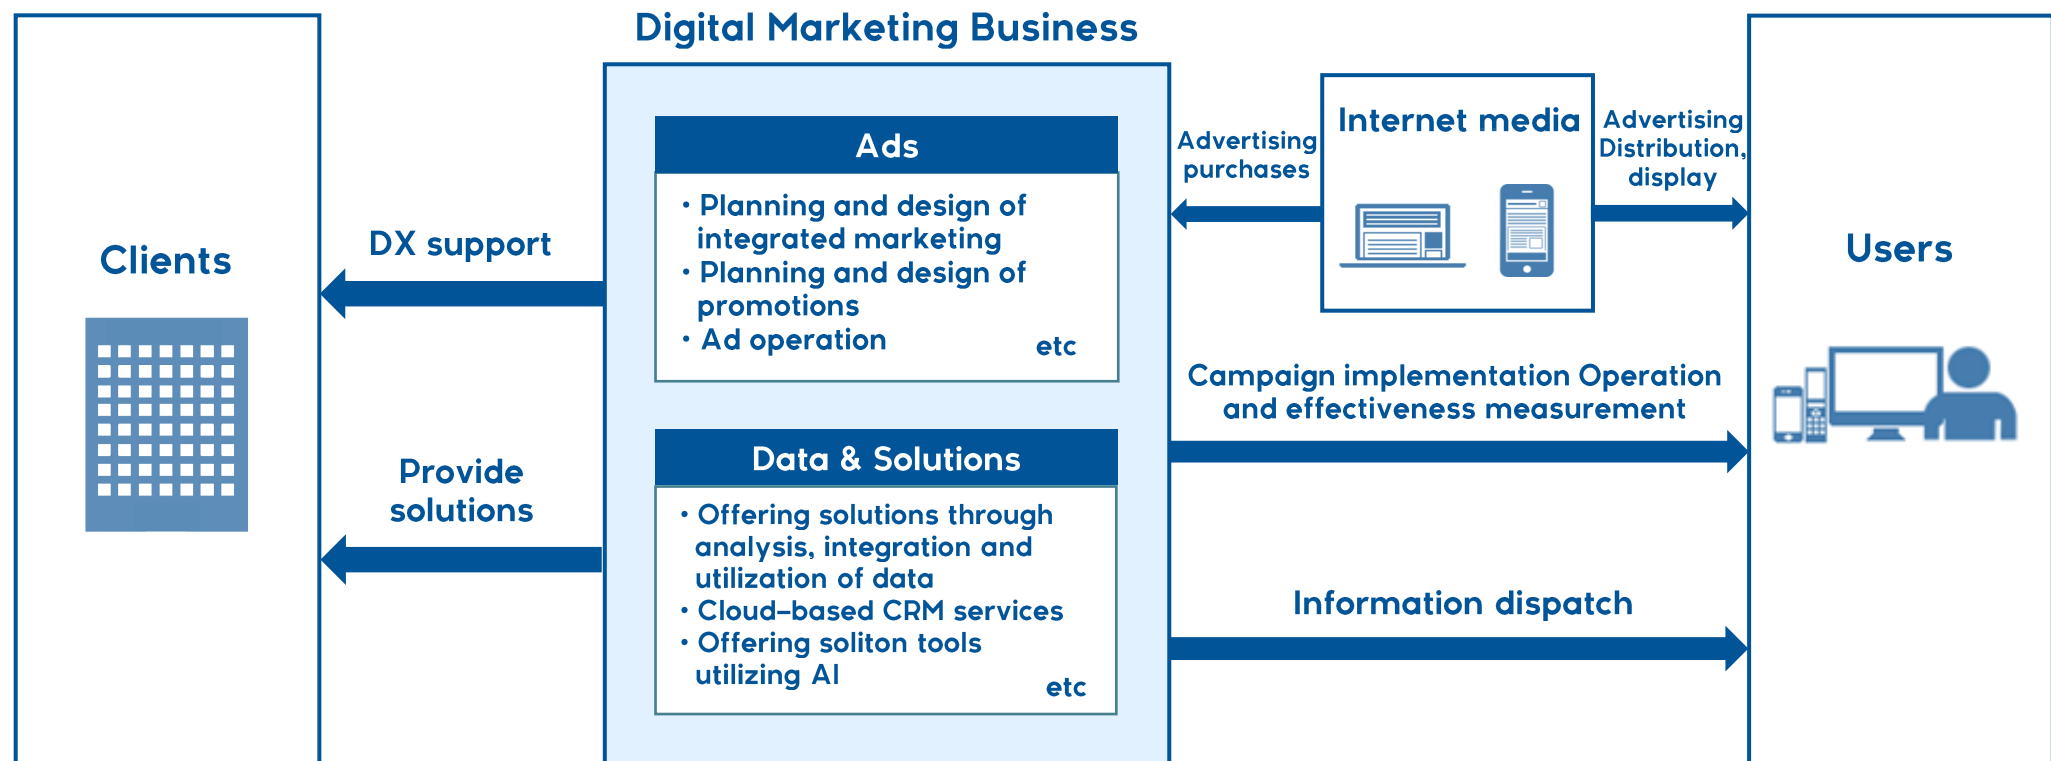 Digital Marketing Business
Clients
DX support
Provide
solutions
Ads
・Planning and design of
integrated marketing
・Planning and design of
promotions
・Ad operation
etc
Data & Solutions
・Offering solutions through
analysis, integration and
utilization of data
・Cloud–based CRM services
・Offering soliton tools
utilizing AI
etc
Advertising
purchases
Internet media
Advertising
Distribution,
display
Campaign implementation Operation
and effectiveness measurement
Information dispatch
Users